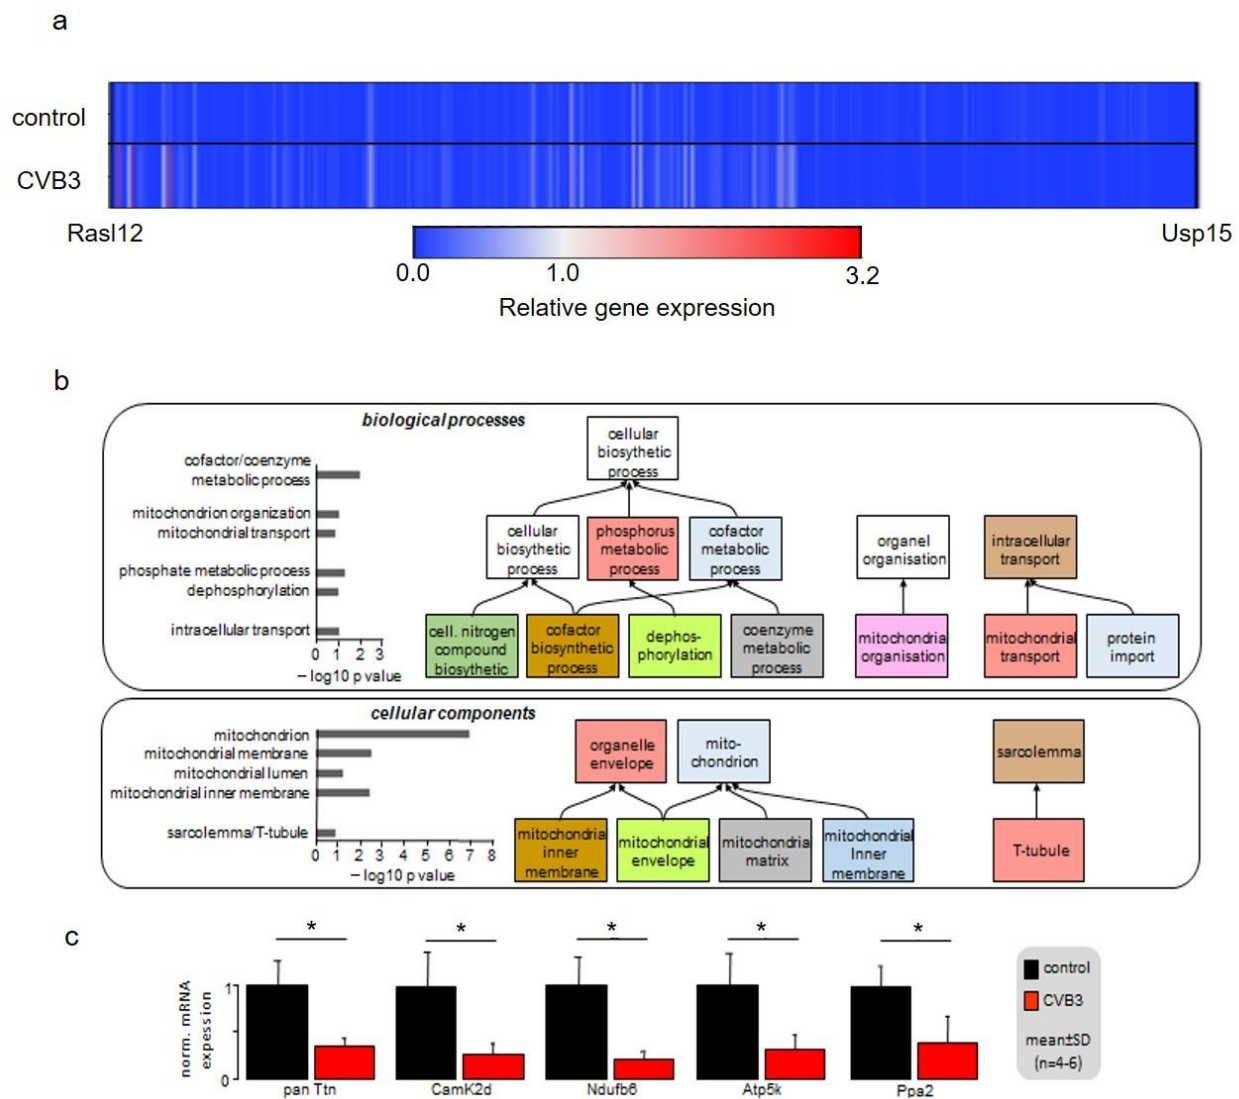 a
control
CVB3
Rasl12
Usp15
0.0
1.0
3.2
Relative gene expression
b
biological processes
cofactor/coenzyme
metabolic process
mitochondrion organization
mitochondrial transport
phosphate metabolic process
dephosphorylation
intracellular transport
0 1 2 3
– log10 p value
cellular
biosythetic
process
cellular
biosythetic
process
phosphorus
metabolic
process
cofactor
metabolic
process
organel
organisation
intracellular
transport
cell. nitrogen
compound
biosythetic
cofactor
biosynthetic
process
dephos-
phorylation
coenzyme
metabolic
process
mitochondria
organisation
mitochondrial
transport
protein
import
cellular components
mitochondrion
mitochondrial membrane
mitochondrial lumen
mitochondrial inner membrane
sarcolemma/T-tubule
0 1 2 3 4 5 6 7 8
– log10 p value
organelle
envelope
mito-
chondrion
sarcolemma
mitochondria
inner
membrane
mitochondrial
envelope
mitochondria
matrix
mitochondrial
Inner
membrane
T-tubule
c
norm. mRNA
expession
1
0
*
*
*
*
*
pan Ttn
CamK2d
Ndufb6
Atp5k
Ppa2
control
CVB3
mean±SD
(n=4-6)